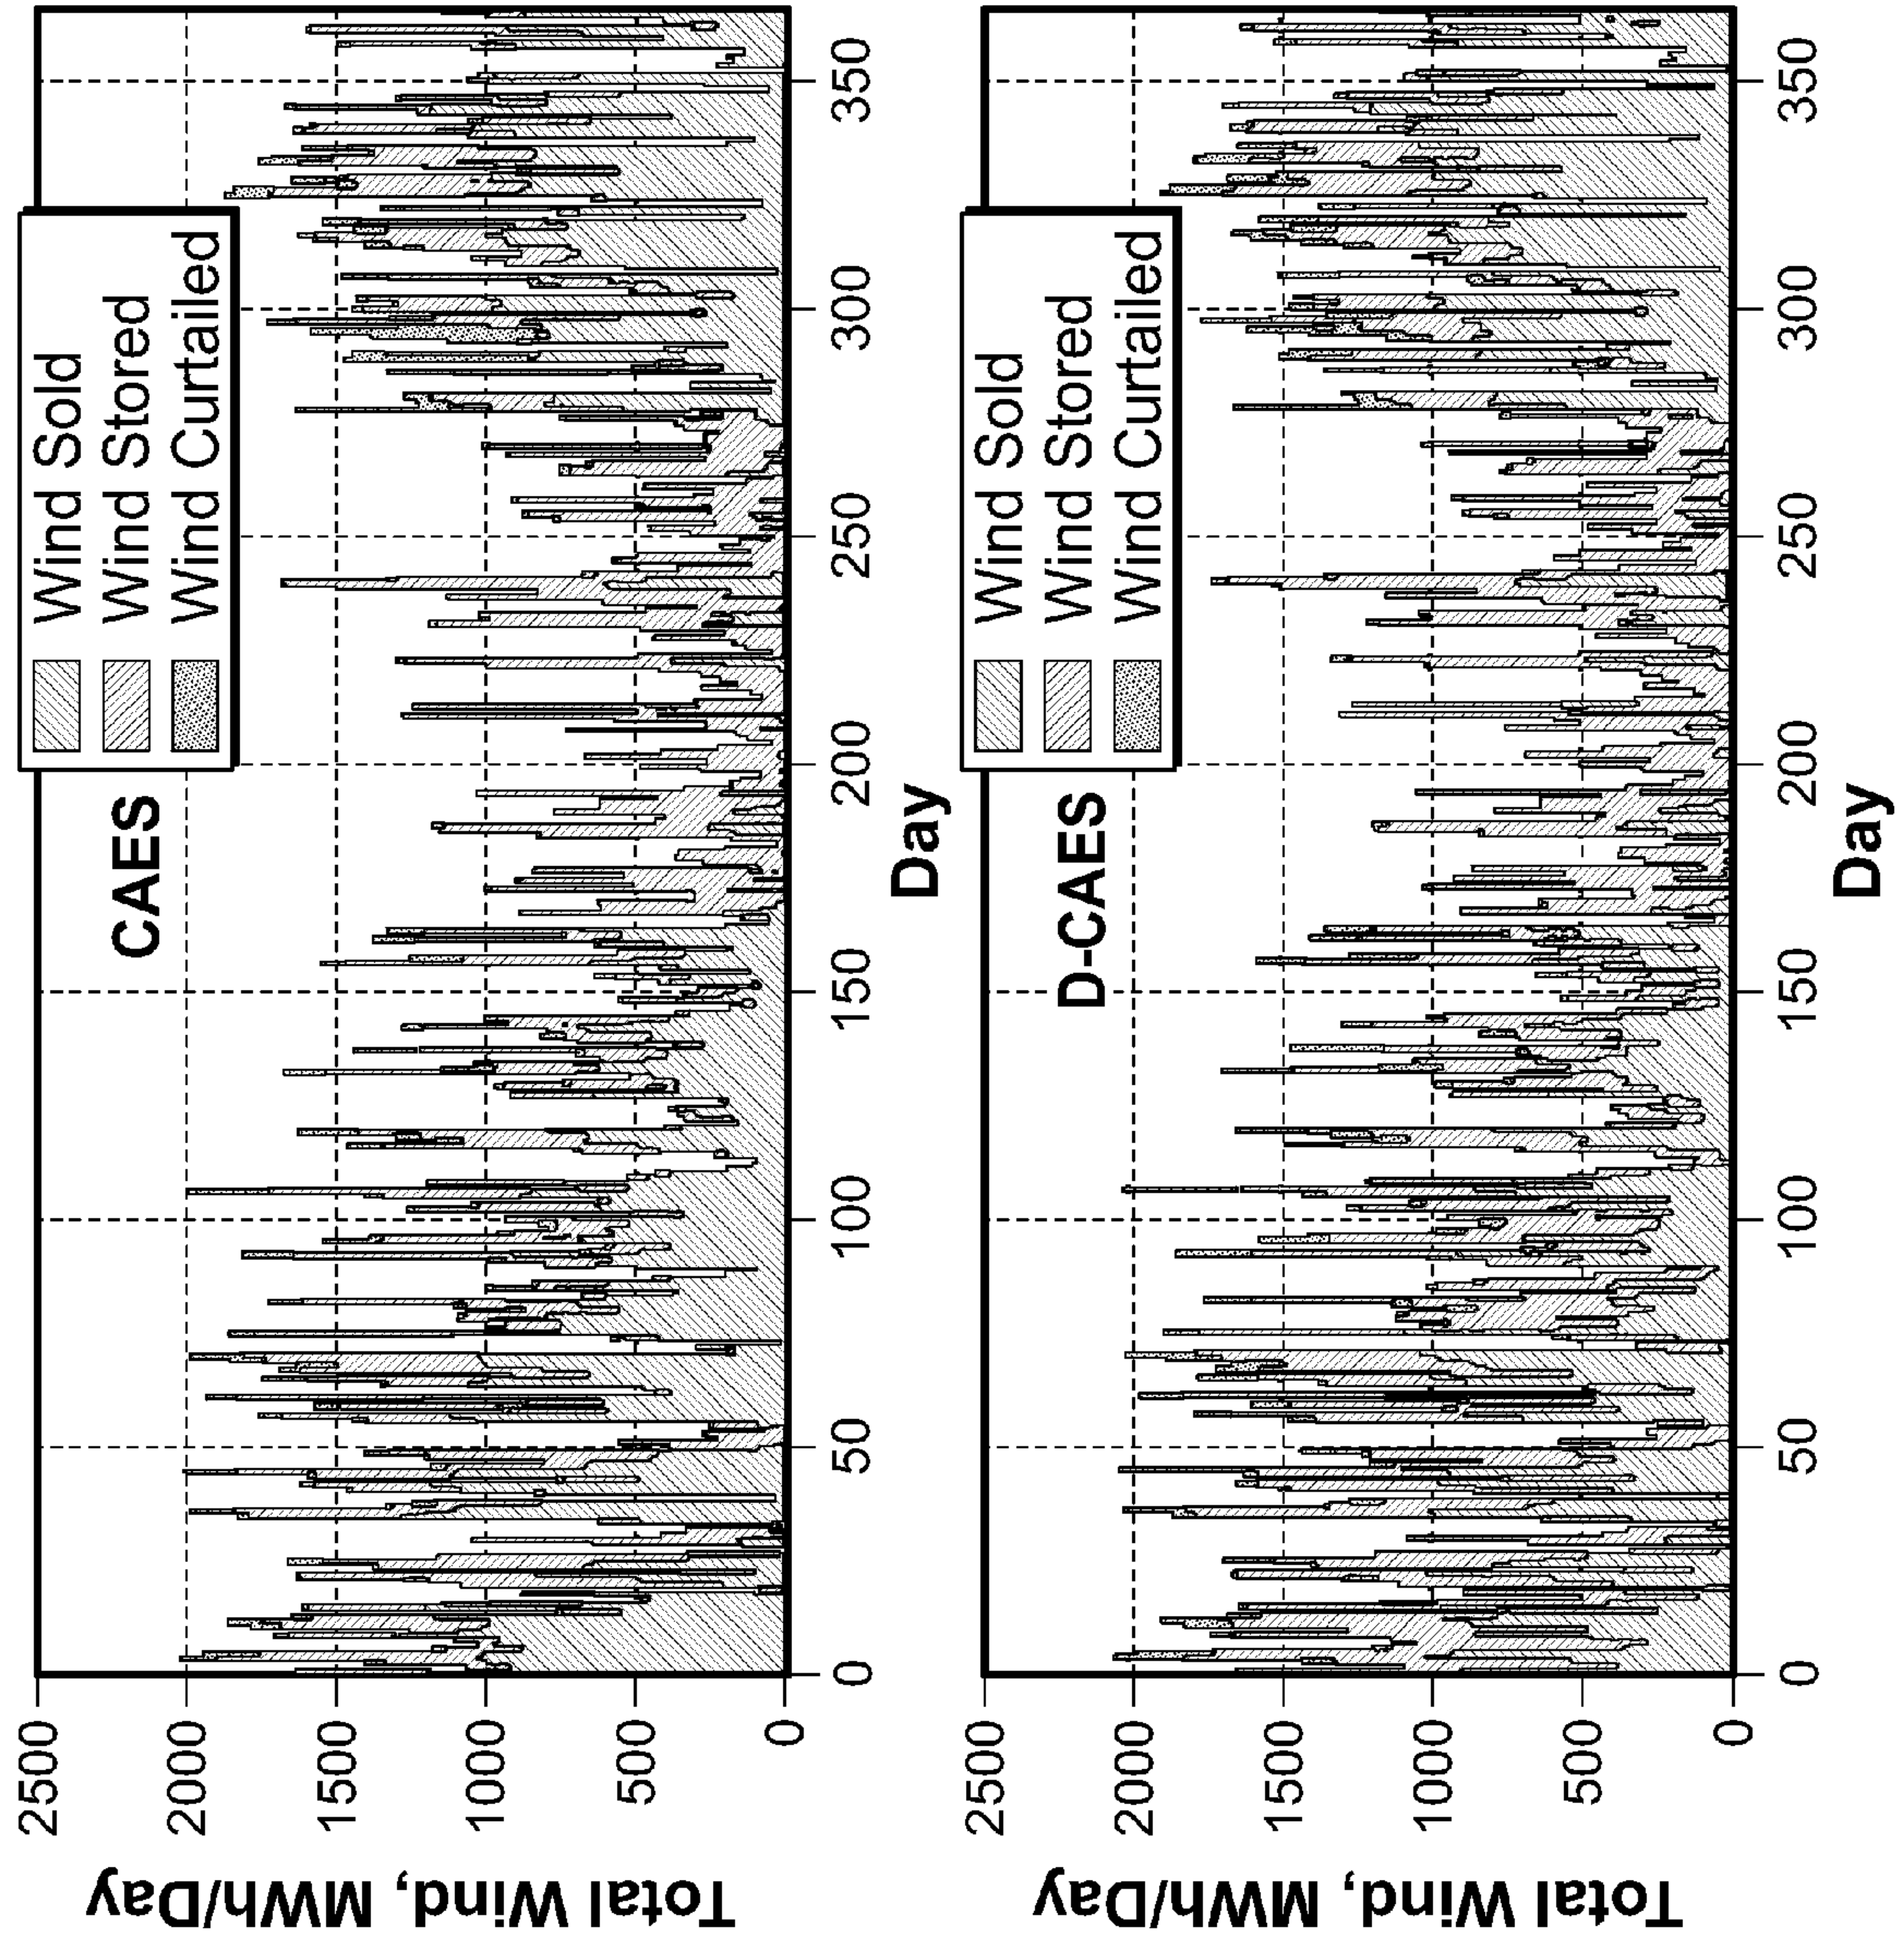 CAES
Wind Sold
Wind Stored
Wind Curtailed
Total Wind, MWh/Day
2500
2000
1500
1000
500
0
0
50
100
150
200
250
300
350
Day
D-CAES
Wind Sold
Wind Stored
Wind Curtailed
Total Wind, MWh/Day
2500
2000
1500
1000
500
0
0
50
100
150
200
250
300
350
Day